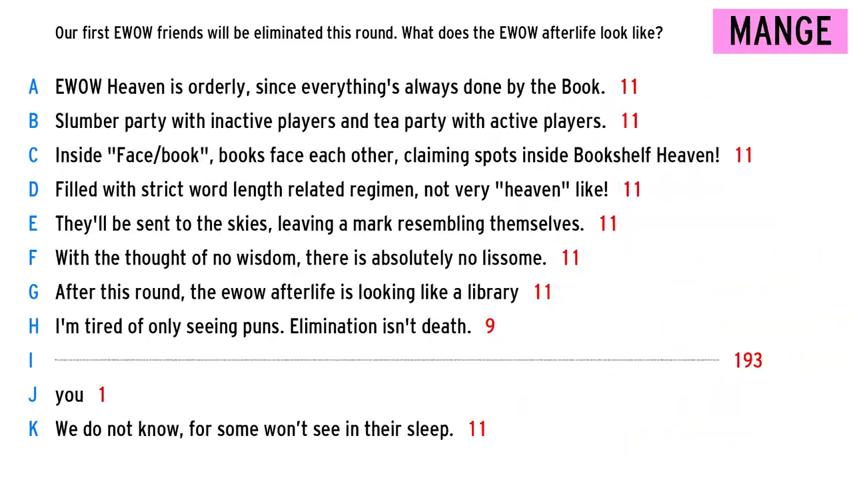 Our first EWOW friends will be eliminated this round. What does the EWOW afterlife look like?
MANGE
A EWOW Heaven is orderly, since everything's always done by the Book. 11
B Slumber party with inactive players and tea party with active players. 11
C Inside "Face/book", books face each other, claiming spots inside Bookshelf Heaven! 11
D Filled with strict word length related regimen, not very "heaven" like! 11
E They'll be sent to the skies, leaving a mark resembling themselves. 11
F With the thought of no wisdom, there is absolutely no lissome. 11
G After this round, the ewow afterlife is looking like a library 11
H I'm tired of only seeing puns. Elimination isn't death. 9
I 193
J you 1
K We do not know, for some won’t see in their sleep. 11